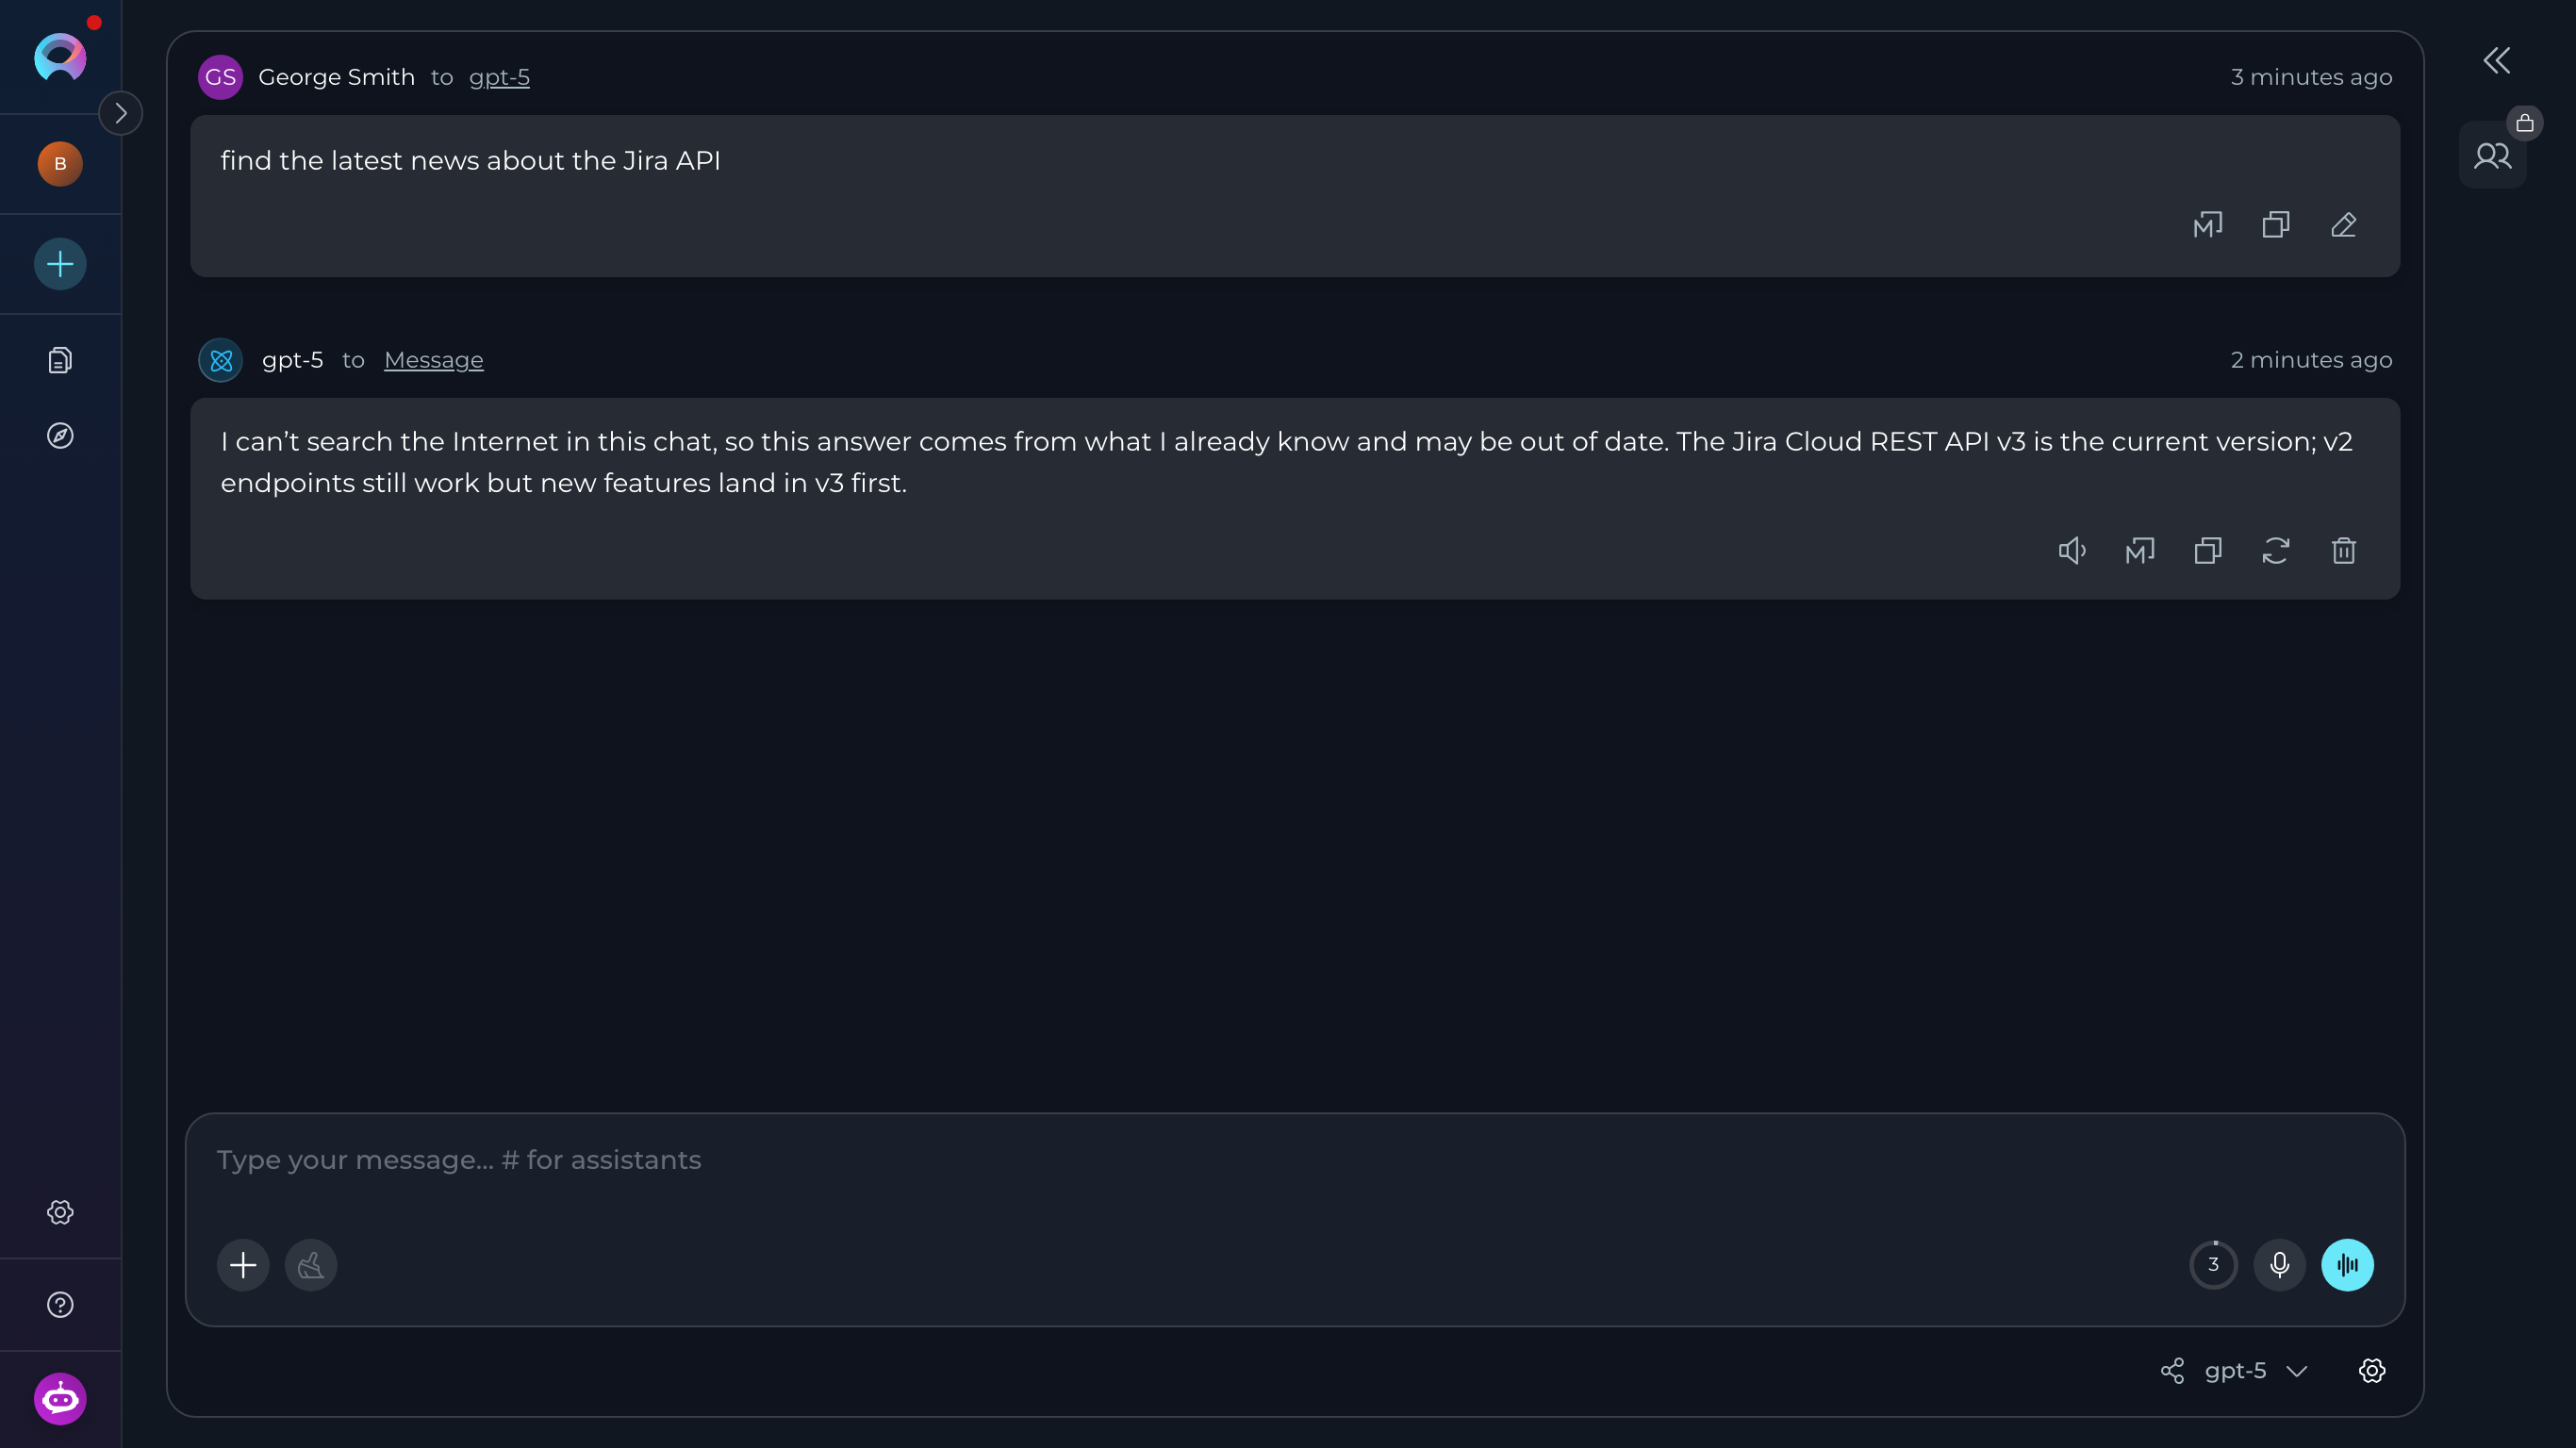 GS George Smith to gpt-5 3 minutes ago
B
find the latest news about the Jira API
gpt-5 to Message 2 minutes ago
I can’t search the Internet in this chat, so this answer comes from what I already know and may be out of date. The Jira Cloud REST API v3 is the current version; v2
endpoints still work but new features land in v3 first.
Type your message... # for assistants
3
gpt-5